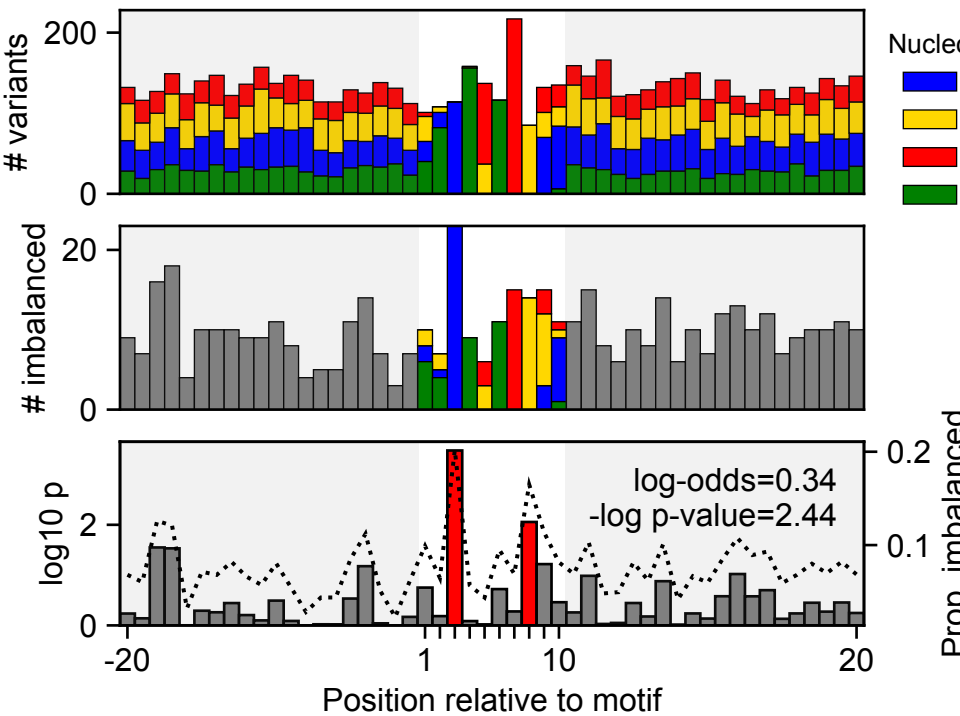 # variants
200
0
Nucleo
# imbalanced
20
0
log10 p
2
0
log-odds=0.34
-log p-value=2.44
0.2
0.1
Prop. imbalanced
-20
1
10
20
Position relative to motif